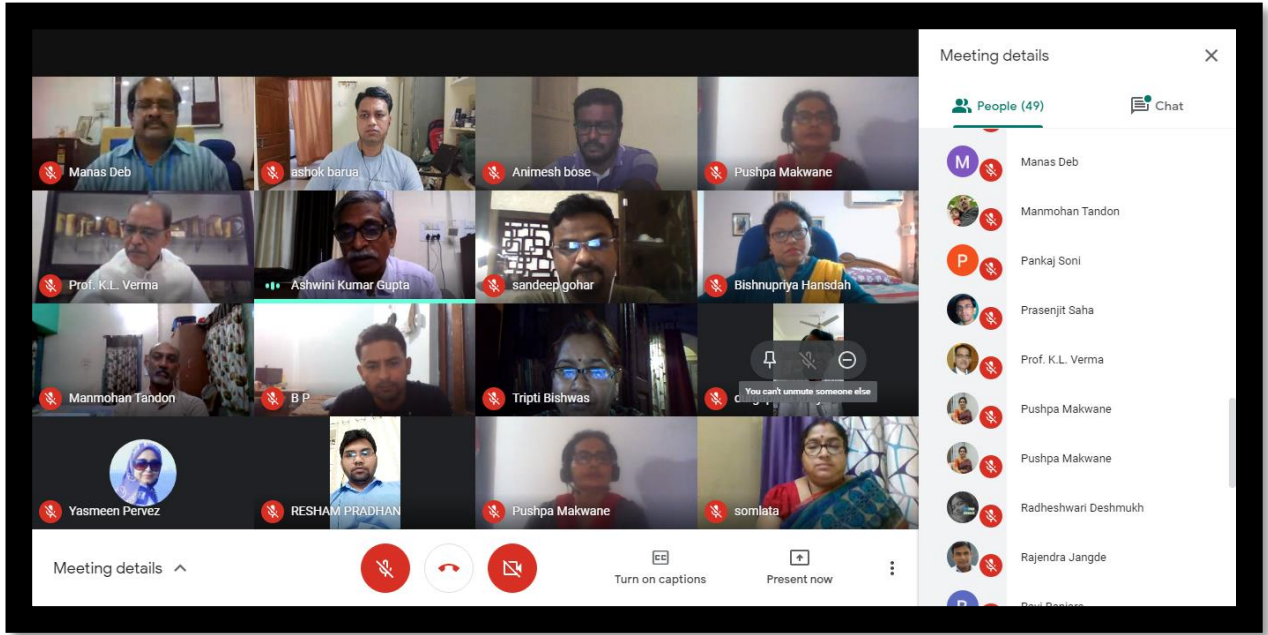 Meeting details
People (49)
Chat
Manas Deb
ashok barua
Animesh bose
Pushpa Makwane
Prof. K.L. Verma
Ashwini Kumar Gupta
sandeep gohar
Bishnupriya Hansdah
Manmohan Tandon
B P
Tripti Bishwas
You can't unmute someone else
Yasmeen Pervez
RESHAM PRADHAN
Pushpa Makwane
somlata
M
Manas Deb
Manmohan Tandon
P
Pankaj Soni
Prasenjit Saha
Prof. K.L. Verma
Pushpa Makwane
Pushpa Makwane
Radheshwari Deshmukh
Rajendra Jangde
Meeting details
CC
Turn on captions
Present now